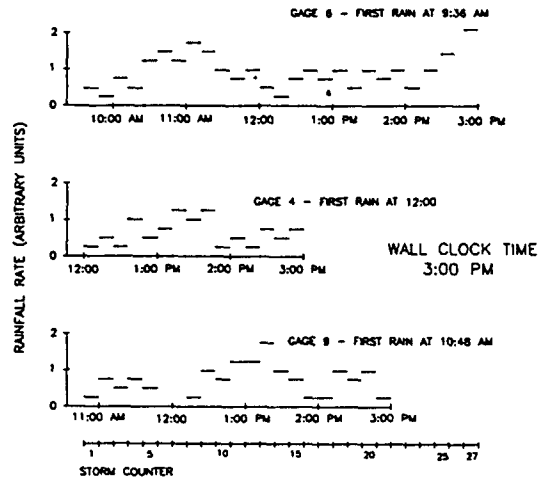 GAGE 6 – FIRST RAIN AT 9:36 AM
2
1
0
10:00 AM 11:00 AM 12:00 1:00 PM 2:00 PM 3:00 PM
RAINFALL RATE (ARBITRARY UNITS)
GAGE 4 – FIRST RAIN AT 12:00
2
1
0
12:00 1:00 PM 2:00 PM 3:00 PM
WALL CLOCK TIME
3:00 PM
GAGE 9 – FIRST RAIN AT 10:48 AM
2
1
0
11:00 AM 12:00 1:00 PM 2:00 PM 3:00 PM
1 5 10 15 20 25 27
STORM COUNTER